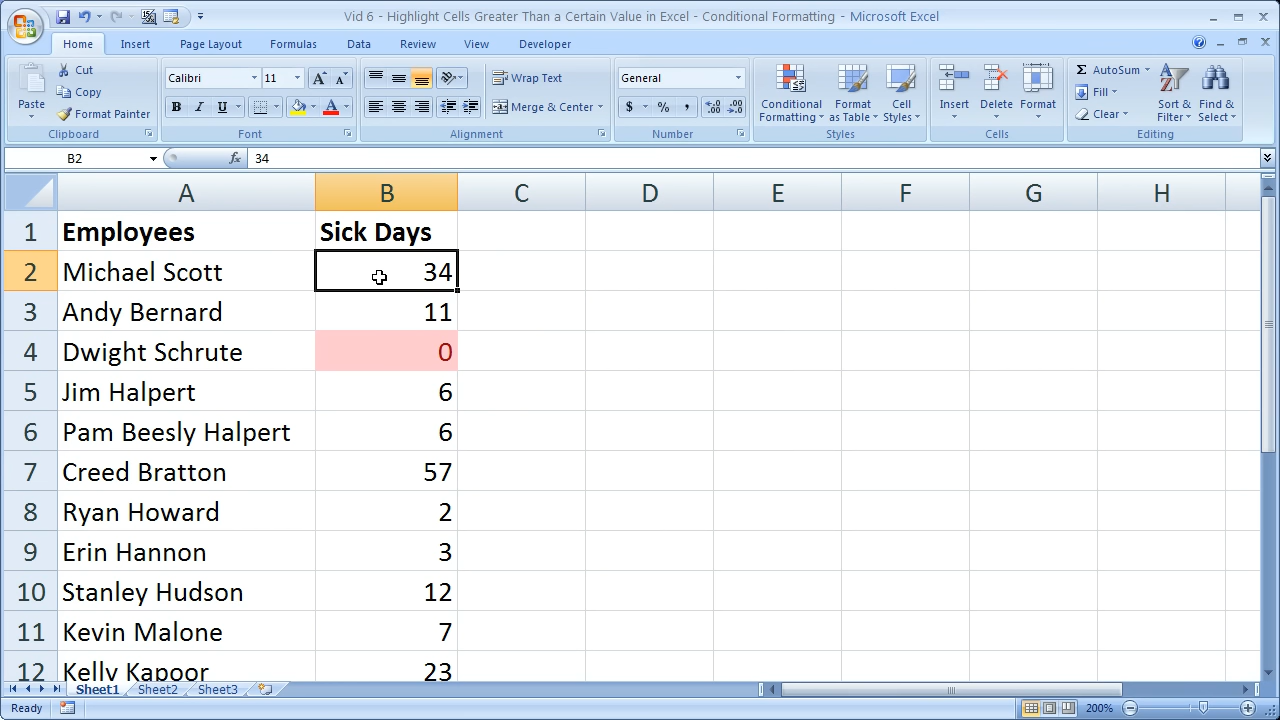 Vid 6 - Highlight Cells Greater Than a Certain Value in Excel - Conditional Formatting - Microsoft Excel
Home Insert Page Layout Formulas Data Review View Developer
Paste
Cut
Copy
Format Painter
Clipboard
Calibri 11
B I U
Font
Wrap Text
Merge & Center
Alignment
General
$ % ,
Number
Conditional Formatting
Format as Table
Cell Styles
Styles
Insert Delete Format
Cells
AutoSum
Fill
Clear
Sort & Filter
Find & Select
Editing
B2 fx 34
A B C D E F G H
1 Employees Sick Days
2 Michael Scott 34
3 Andy Bernard 11
4 Dwight Schrute 0
5 Jim Halpert 6
6 Pam Beesly Halpert 6
7 Creed Bratton 57
8 Ryan Howard 2
9 Erin Hannon 3
10 Stanley Hudson 12
11 Kevin Malone 7
12 Kelly Kapoor 23
Sheet1 Sheet2 Sheet3
Ready 200%